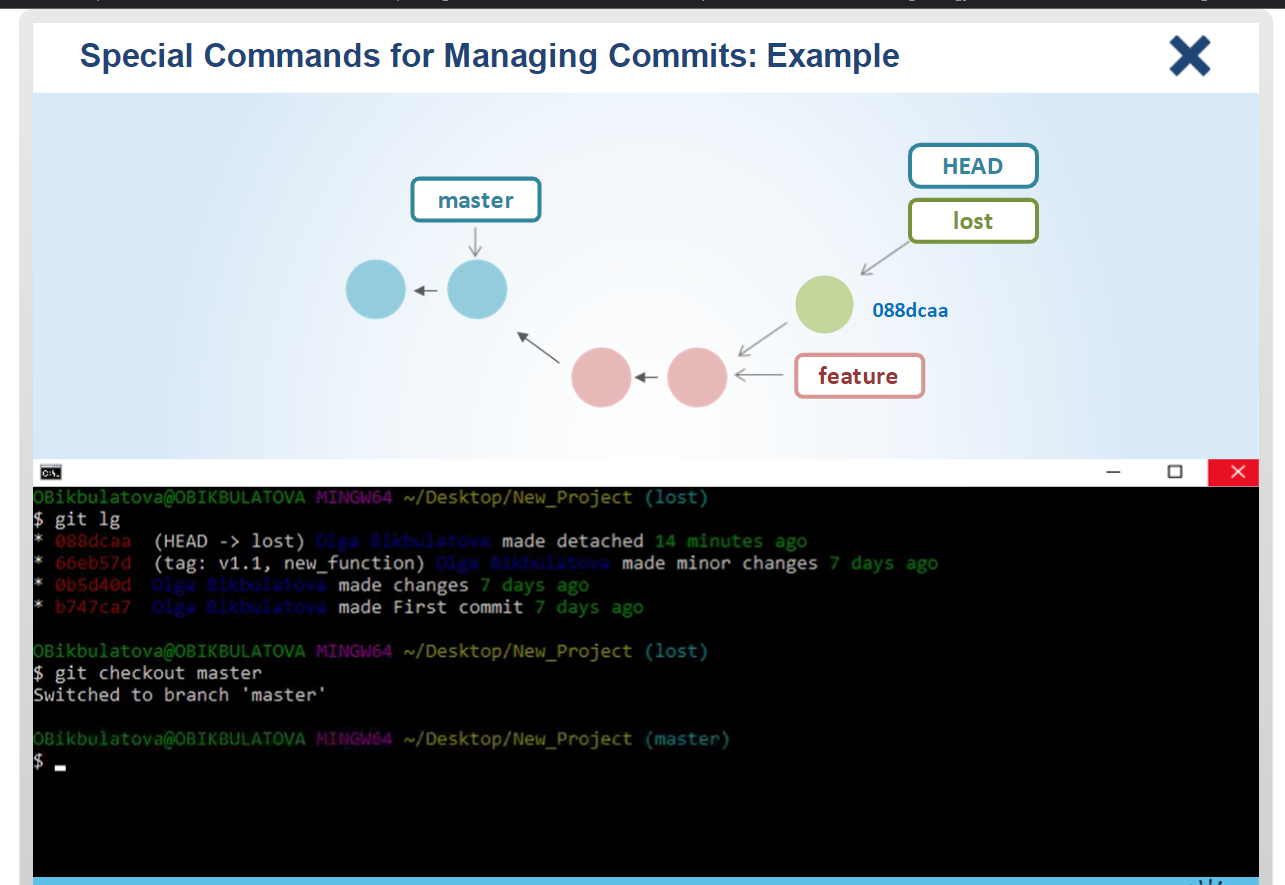 Special Commands for Managing Commits: Example
HEAD
master
lost
088dcaa
feature
OBikbulatova@OBIKBULATOVA MINGW64 ~/Desktop/New_Project (lost)
$ git lg
* 088dcaa (HEAD -> lost) Olga Bikbulatova made detached 14 minutes ago
* 66eb57d (tag: v1.1, new_function) Olga Bikbulatova made minor changes 7 days ago
* 0b5d40d Olga Bikbulatova made changes 7 days ago
* b747ca7 Olga Bikbulatova made First commit 7 days ago
OBikbulatova@OBIKBULATOVA MINGW64 ~/Desktop/New_Project (lost)
$ git checkout master
Switched to branch 'master'
OBikbulatova@OBIKBULATOVA MINGW64 ~/Desktop/New_Project (master)
$